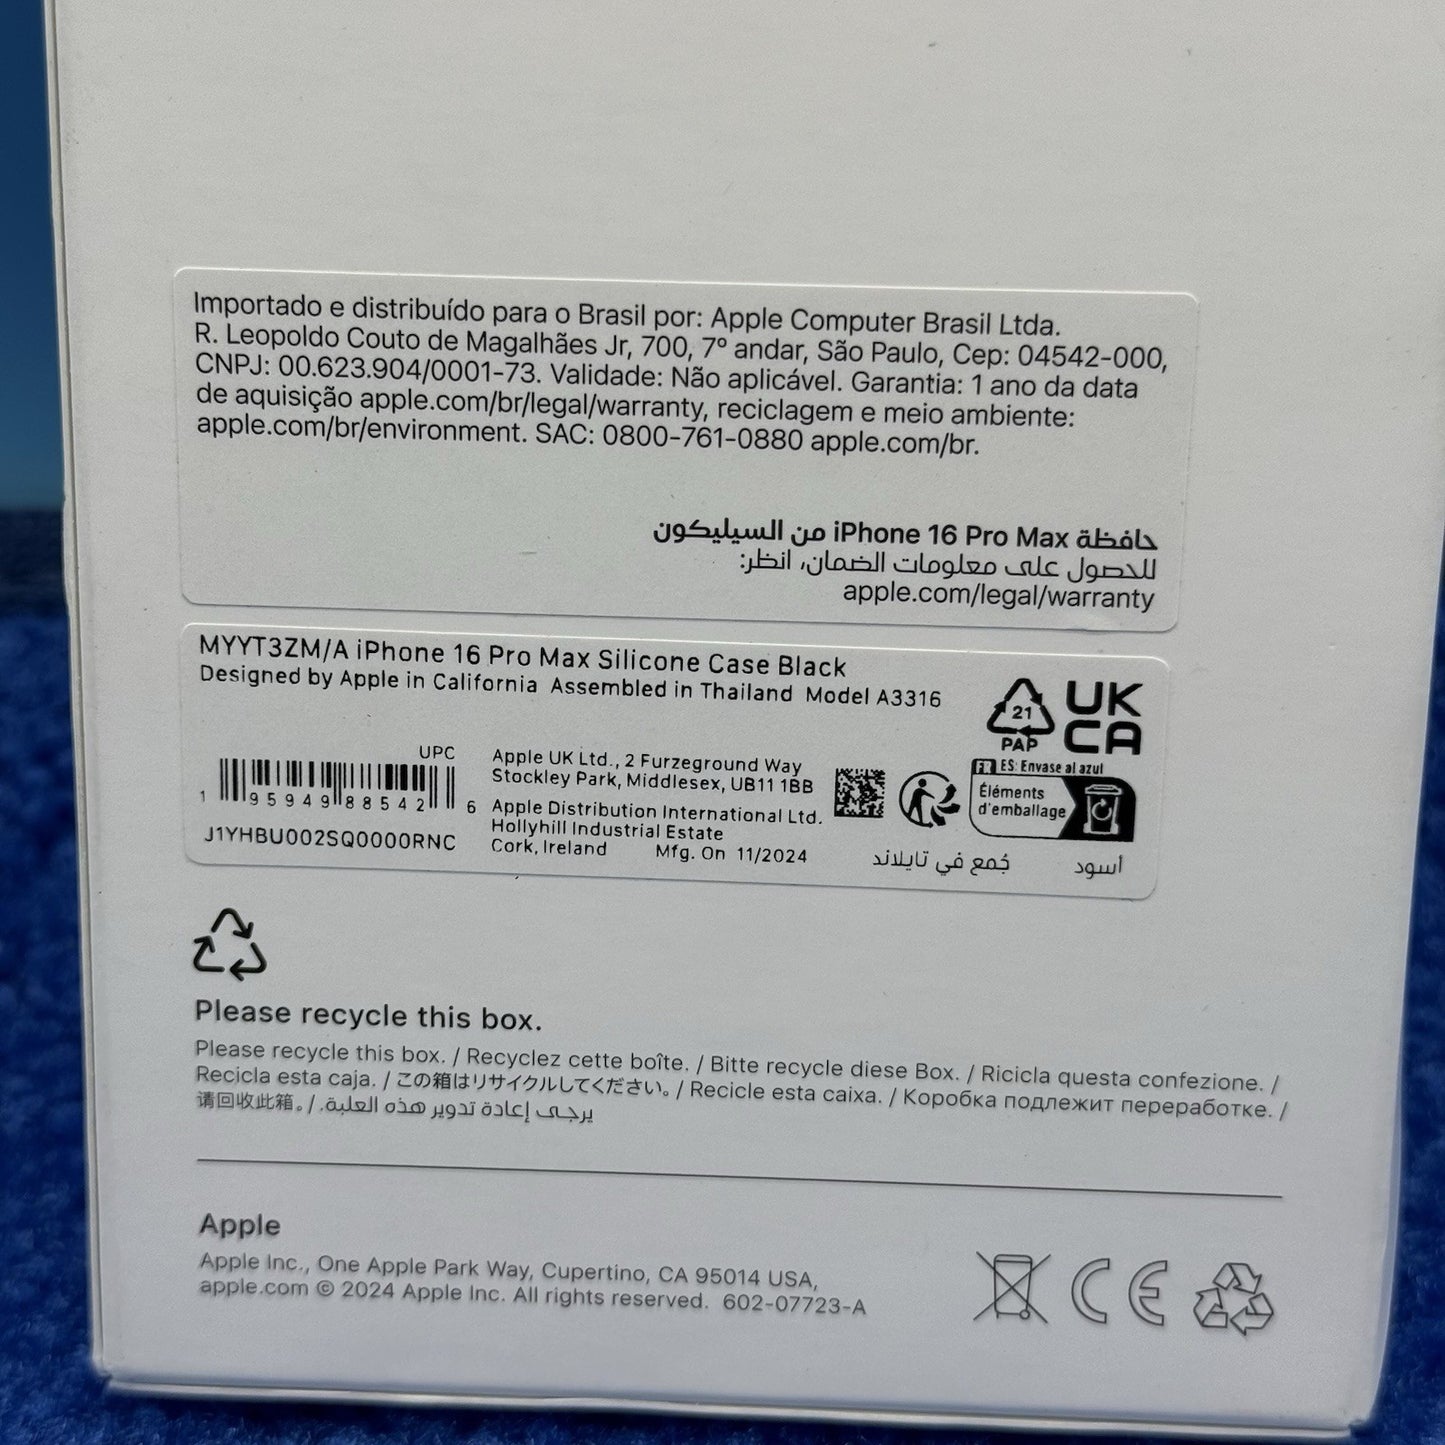 Importado e distribuído para o Brasil por: Apple Computer Brasil Ltda.
R. Leopoldo Couto de Magalhães Jr, 700, 7º andar, São Paulo, Cep: 04542-000,
CNPJ: 00.623.904/0001-73. Validade: Não aplicável. Garantia: 1 ano da data
de aquisição apple.com/br/legal/warranty, reciclagem e meio ambiente:
apple.com/br/environment. SAC: 0800-761-0880 apple.com/br.
حافظة iPhone 16 Pro Max من السيليكون
للحصول على معلومات الضمان، انظر:
apple.com/legal/warranty
MYYT3ZM/A iPhone 16 Pro Max Silicone Case Black
Designed by Apple in California Assembled in Thailand Model A3316
UPC
1 95949 88542 6
J1YHBU002SQ0000RNC
Apple UK Ltd., 2 Furzeground Way
Stockley Park, Middlesex, UB11 1BB
Apple Distribution International Ltd.
Hollyhill Industrial Estate
Cork, Ireland Mfg. On 11/2024
21
PAP
UK
CA
FR ES: Envase al azul
Éléments
d'emballage
جُمع في تايلاند
أسود
Please recycle this box.
Please recycle this box. / Recyclez cette boîte. / Bitte recycle diese Box. / Ricicla questa confezione. /
Recicla esta caja. / この箱はリサイクルしてください。 / Recicle esta caixa. / Коробка подлежит переработке. /
请回收此箱。/ يرجى إعادة تدوير هذه العلبة.
Apple
Apple Inc., One Apple Park Way, Cupertino, CA 95014 USA,
apple.com © 2024 Apple Inc. All rights reserved. 602-07723-A
CE